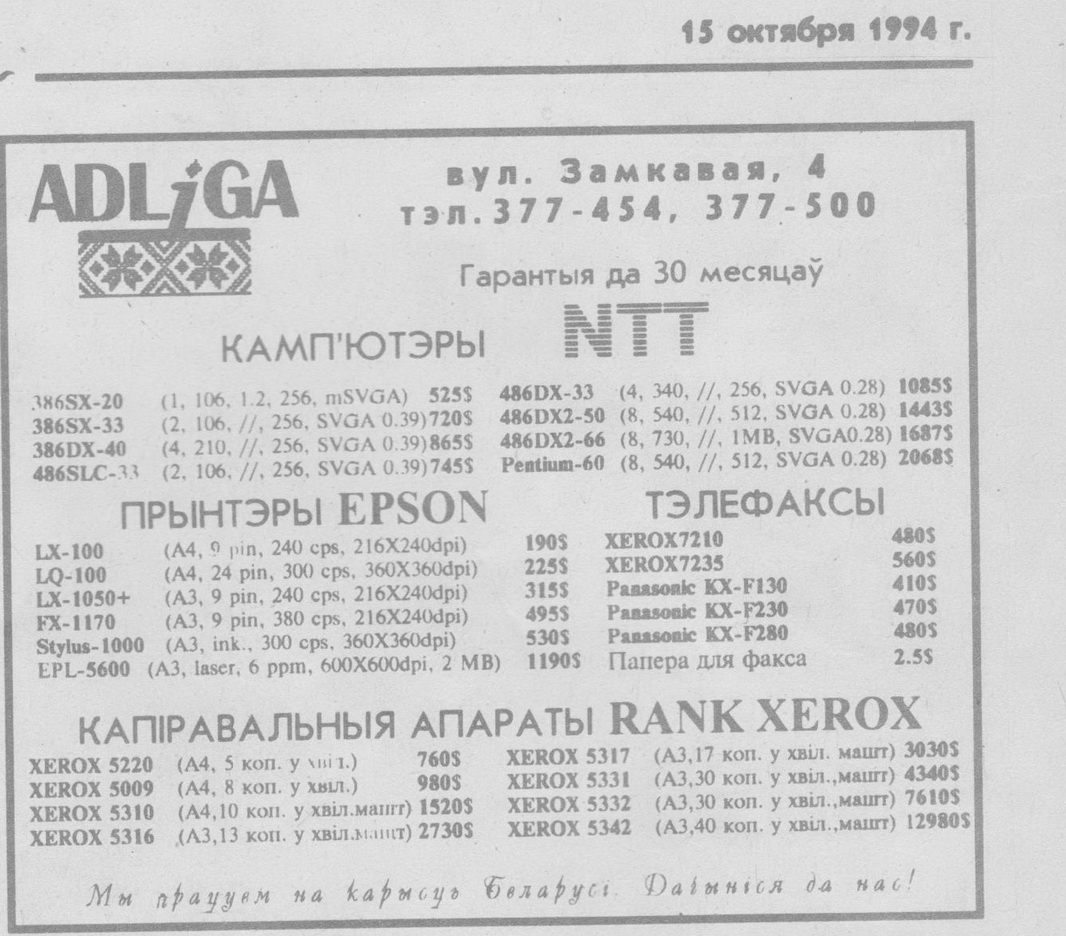 15 октября 1994 г.
ADLiGA
вул. Замкавая, 4
тэл. 377-454, 377-500
Гарантыя да 30 месяцаў
КАМП'ЮТЭРЫ NTT
386SX-20 (1, 106, 1.2, 256, mSVGA) 525$
386SX-33 (2, 106, //, 256, SVGA 0.39) 720$
386DX-40 (4, 210, //, 256, SVGA 0.39) 865$
486SLC-33 (2, 106, //, 256, SVGA 0.39) 745$
486DX-33 (4, 340, //, 256, SVGA 0.28) 1085$
486DX2-50 (8, 540, //, 512, SVGA 0.28) 1443$
486DX2-66 (8, 730, //, 1MB, SVGA0.28) 1687$
Pentium-60 (8, 540, //, 512, SVGA 0.28) 2068$
ПРЫНТЭРЫ EPSON
LX-100 (A4, 9 pin, 240 cps, 216X240dpi) 190$
LQ-100 (A4, 24 pin, 300 cps, 360X360dpi) 225$
LX-1050+ (A3, 9 pin, 240 cps, 216X240dpi) 315$
FX-1170 (A3, 9 pin, 380 cps, 216X240dpi) 495$
Stylus-1000 (A3, ink., 300 cps, 360X360dpi) 530$
EPL-5600 (A3, laser, 6 ppm, 600X600dpi, 2 MB) 1190$
ТЭЛЕФАКСЫ
XEROX7210 480$
XEROX7235 560$
Panasonic KX-F130 410$
Panasonic KX-F230 470$
Panasonic KX-F280 480$
Папера для факса 2.5$
КАПІРАВАЛЬНЫЯ АПАРАТЫ RANK XEROX
XEROX 5220 (А4, 5 коп. у хвіл.) 760$
XEROX 5009 (А4, 8 коп. у хвіл.) 980$
XEROX 5310 (А4,10 коп. у хвіл.машт) 1520$
XEROX 5316 (А3,13 коп. у хвіл.машт) 2730$
XEROX 5317 (А3,17 коп. у хвіл. машт) 3030$
XEROX 5331 (А3,30 коп. у хвіл.,машт) 4340$
XEROX 5332 (А3,30 коп. у хвіл.,машт) 7610$
XEROX 5342 (А3,40 коп. у хвіл.,машт) 12980$
Мы працуем на карысць Беларусі. Далыніся да нас!